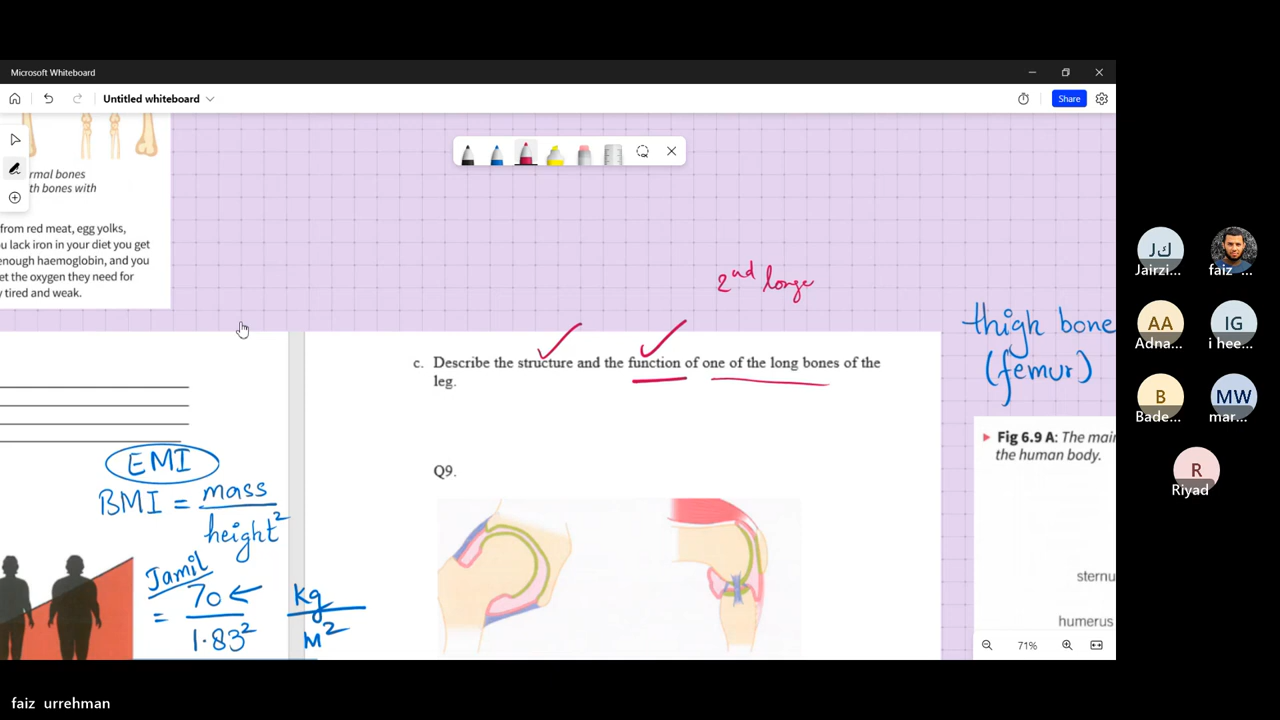 Microsoft Whiteboard
Untitled whiteboard
Share
rmal bones
th bones with
from red meat, egg yolks,
u lack iron in your diet you get
enough haemoglobin, and you
et the oxygen they need for
y tired and weak.
2nd longe
c. Describe the structure and the function of one of the long bones of the
leg.
thigh bone
(femur)
Fig 6.9 A: The mai
the human body.
EMI
BMI = mass
height²
Q9.
Jamil
= 70
1.83²
kg
M²
sternu
humerus
71%
كJ
Jairzi...
faiz ...
AA
Adna...
IG
i hee...
B
Bade...
MW
mar...
R
Riyad
faiz urrehman